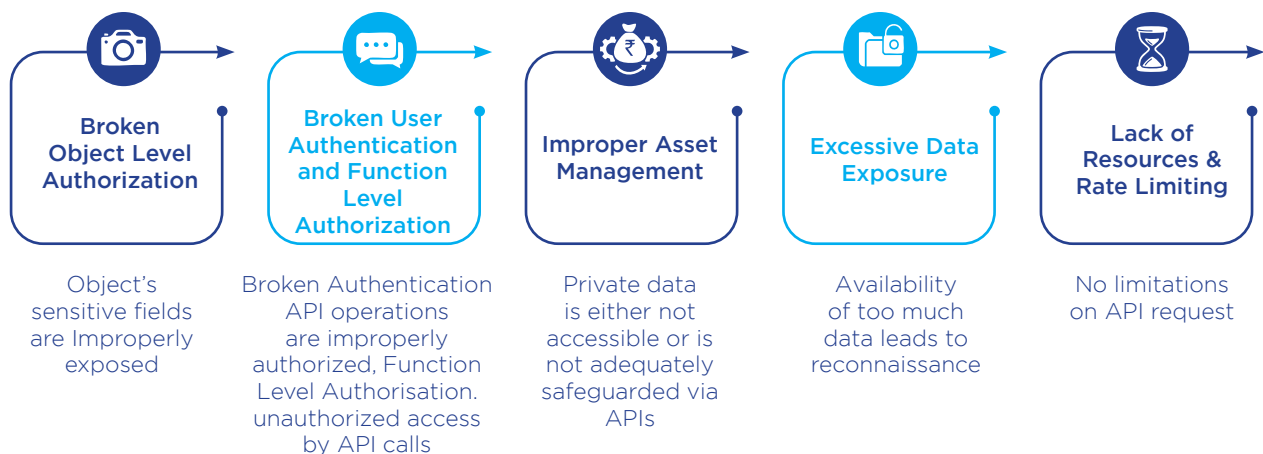 Broken
Object Level
Authorization
Broken User
Authentication
and Function
Level
Authorization
₹
Improper Asset
Management
Excessive Data
Exposure
Lack of
Resources &
Rate Limiting
Object's
sensitive fields
are Improperly
exposed
Broken Authentication
API operations
are improperly
authorized, Function
Level Authorisation.
unauthorized access
by API calls
Private data
is either not
accessible or is
not adequately
safeguarded via
APIs
Availability
of too much
data leads to
reconnaissance
No limitations
on API request